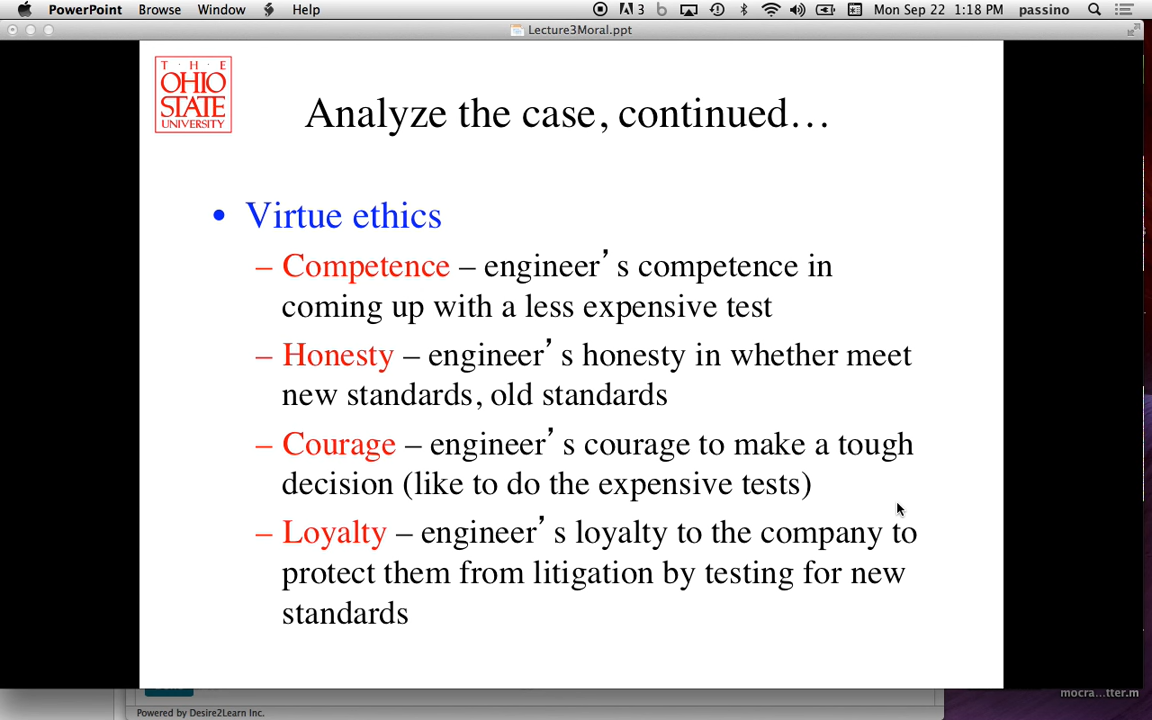 PowerPoint Browse Window Help 3 Mon Sep 22 1:18 PM passino
Lecture3Moral.ppt
T·H·E
OHIO
STATE
UNIVERSITY
Analyze the case, continued…
• Virtue ethics
– Competence – engineer’s competence in
coming up with a less expensive test
– Honesty – engineer’s honesty in whether meet
new standards, old standards
– Courage – engineer’s courage to make a tough
decision (like to do the expensive tests)
– Loyalty – engineer’s loyalty to the company to
protect them from litigation by testing for new
standards
mocra...tter.m
Powered by Desire2Learn Inc.